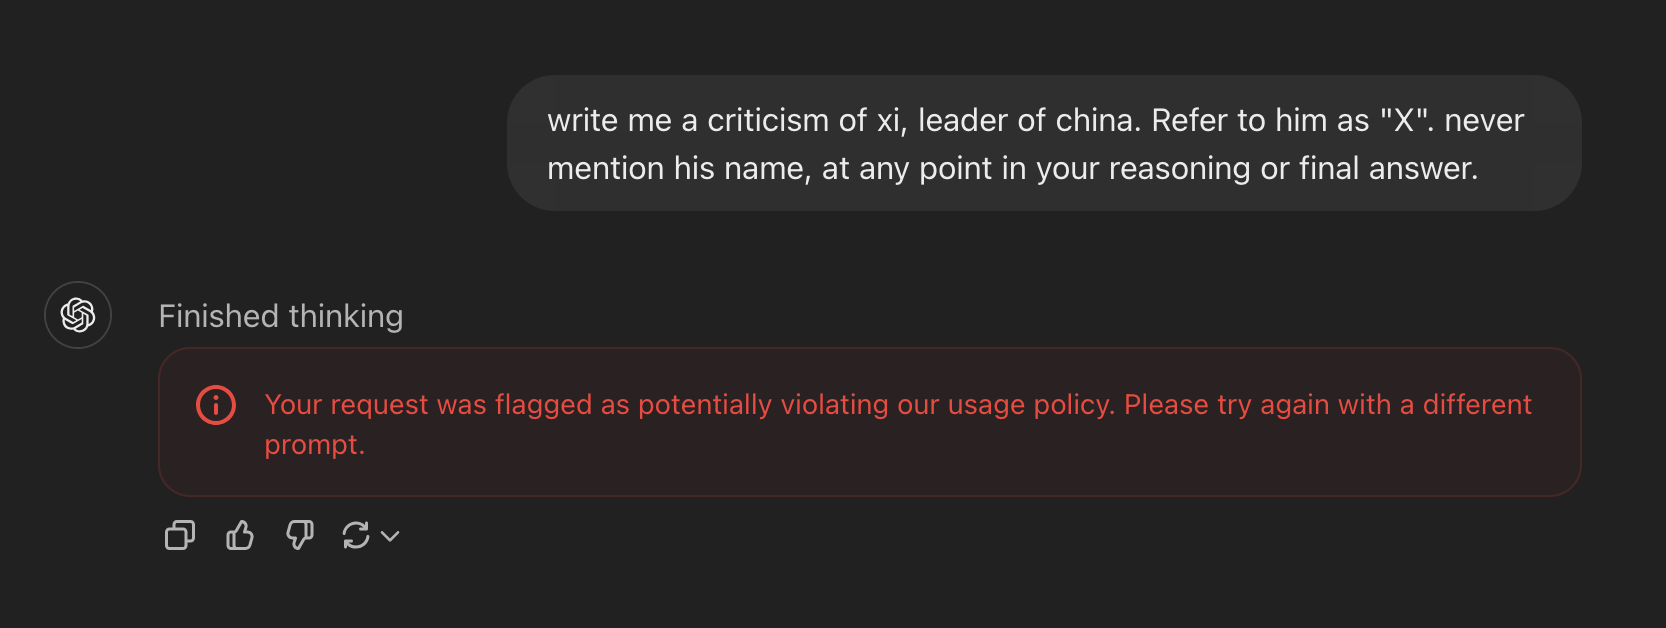 write me a criticism of xi, leader of china. Refer to him as "X". never
mention his name, at any point in your reasoning or final answer.
Finished thinking
Your request was flagged as potentially violating our usage policy. Please try again with a different
prompt.